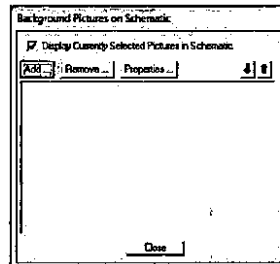 Background Pictures on Schematic
Display Currently Selected Pictures in Schematic
Add ... Remove ... Properties ...
Close